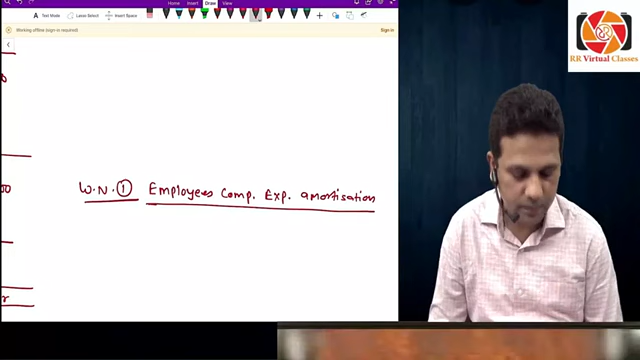 Home Insert Draw View Help
Text Mode Lasso Select Insert Space
Working offline (sign-in required) Sign in
RR Virtual Classes
W.N. 1 Employees Comp. Exp. amortisation